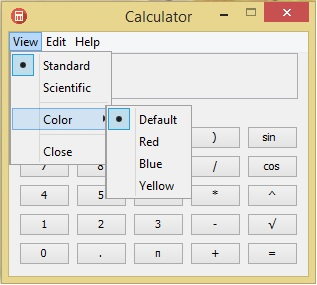 Calculator
View Edit Help
Standard
Scientific
Color
Close
Default
Red
Blue
Yellow
) sin
7 8 / cos
4 5 * ^
1 2 3 - √
0 . π + =